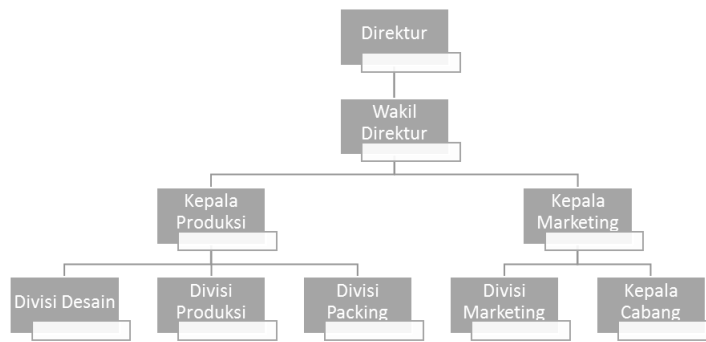 Direktur
Wakil
Direktur
Kepala
Produksi
Kepala
Marketing
Divisi Desain
Divisi
Produksi
Divisi
Packing
Divisi
Marketing
Kepala
Cabang